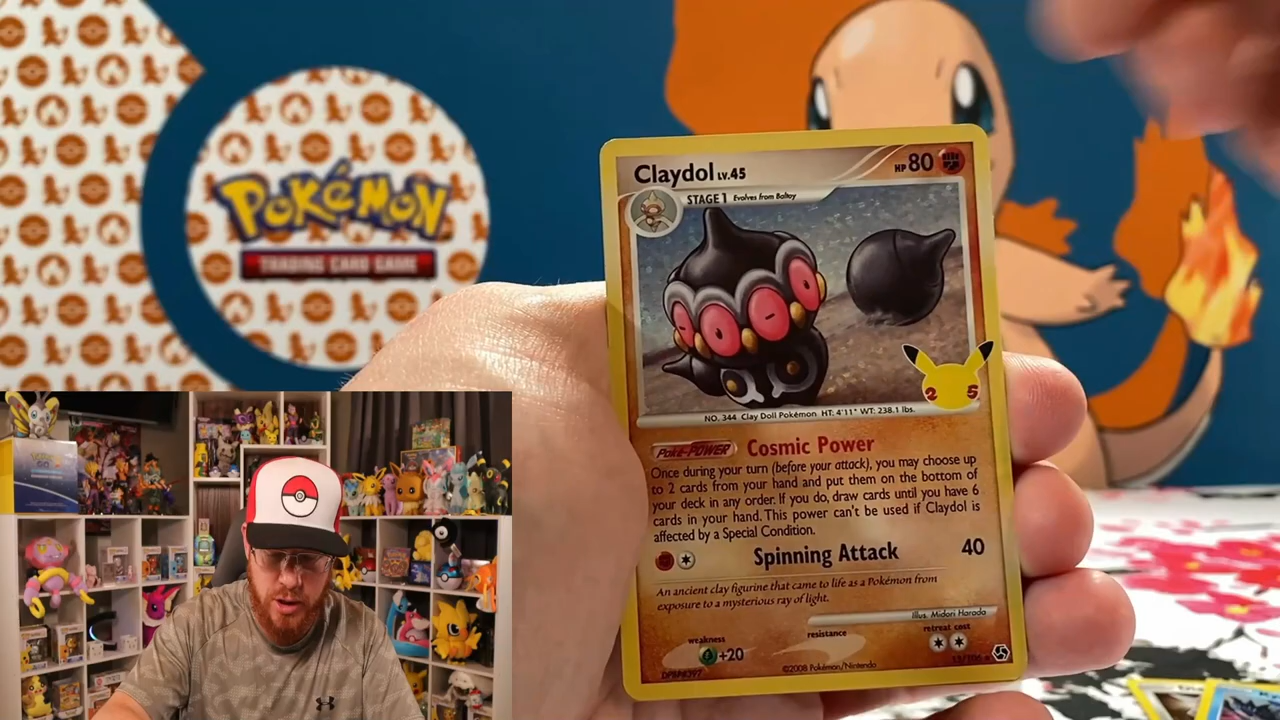 POKéMON
TRADING CARD GAME
Claydol LV.45
HP 80
STAGE 1 Evolves from Baltoy
25
NO. 344 Clay Doll Pokémon HT: 4'11" WT: 238.1 lbs.
Poké-POWER Cosmic Power
Once during your turn (before your attack), you may choose up
to 2 cards from your hand and put them on the bottom of
your deck in any order. If you do, draw cards until you have 6
cards in your hand. This power can't be used if Claydol is
affected by a Special Condition.
Spinning Attack 40
An ancient clay figurine that came to life as a Pokémon from
exposure to a mysterious ray of light.
Illus. Midori Harada
weakness resistance retreat cost
+20
©2008 Pokémon/Nintendo